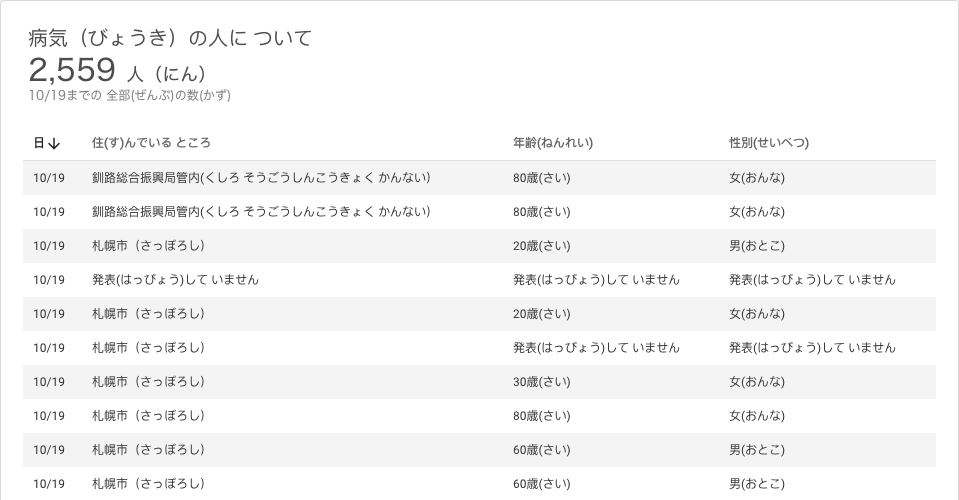 病気（びょうき）の人に ついて
2,559 人（にん）
10/19までの 全部(ぜんぶ)の数(かず)
日↓ 住(す)んでいる ところ 年齢(ねんれい) 性別(せいべつ)
10/19 釧路総合振興局管内(くしろ そうごうしんこうきょく かんない） 80歳(さい) 女(おんな)
10/19 釧路総合振興局管内(くしろ そうごうしんこうきょく かんない） 80歳(さい) 女(おんな)
10/19 札幌市（さっぽろし） 20歳(さい) 男(おとこ)
10/19 発表(はっぴょう)して いません 発表(はっぴょう)して いません 発表(はっぴょう)して いません
10/19 札幌市（さっぽろし） 20歳(さい) 女(おんな)
10/19 札幌市（さっぽろし） 発表(はっぴょう)して いません 発表(はっぴょう)して いません
10/19 札幌市（さっぽろし） 30歳(さい) 女(おんな)
10/19 札幌市（さっぽろし） 80歳(さい) 女(おんな)
10/19 札幌市（さっぽろし） 60歳(さい) 男(おとこ)
10/19 札幌市（さっぽろし） 60歳(さい) 男(おとこ)